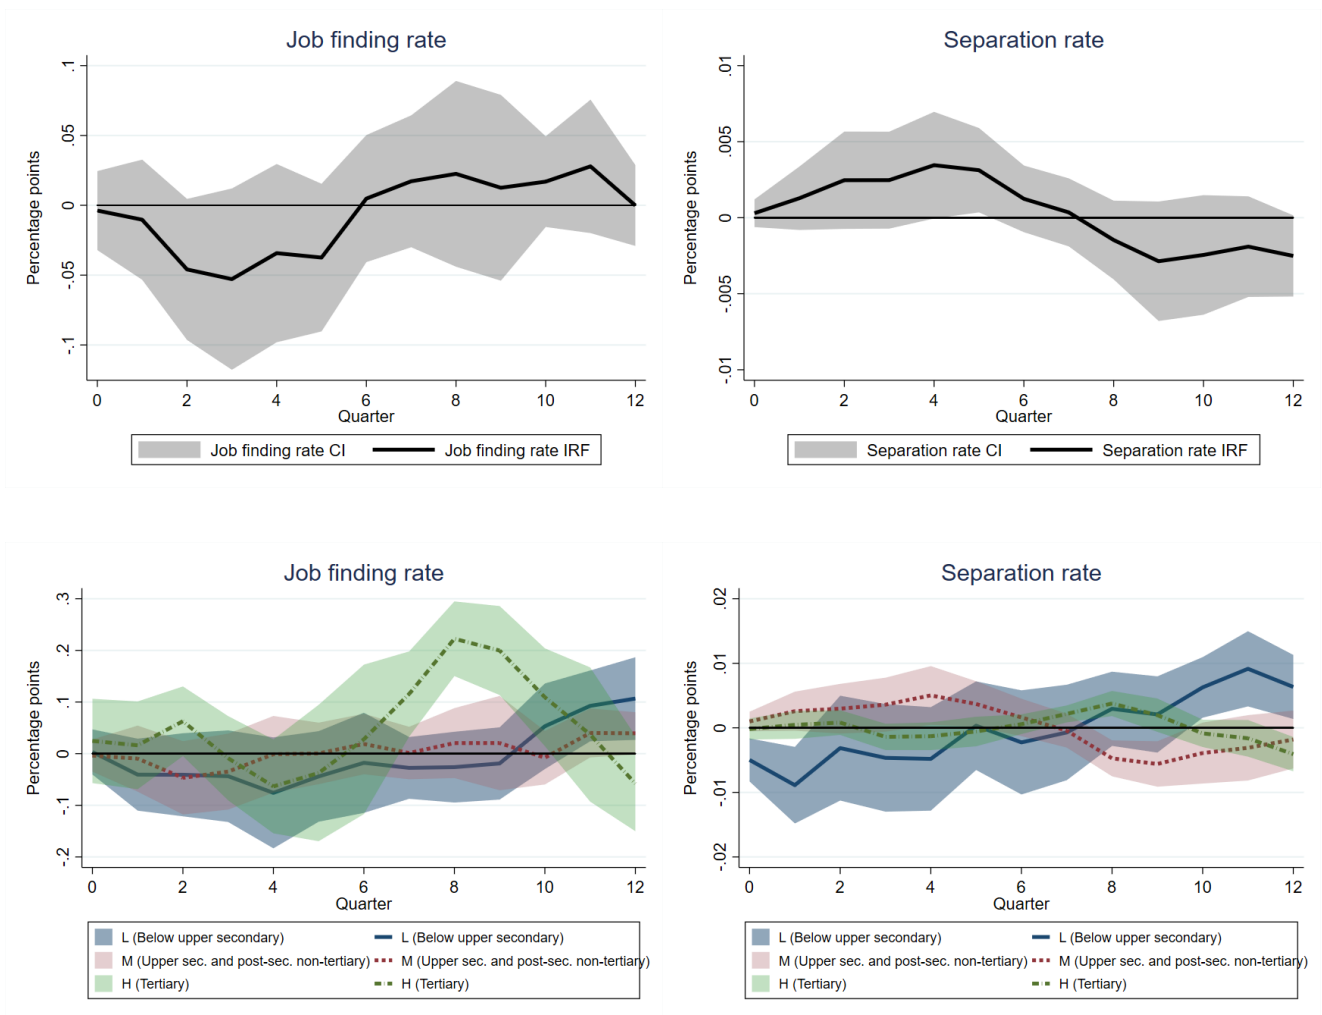 Job finding rate
Percentage points
.1
.05
0
-.05
-.1
0 2 4 6 8 10 12
Quarter
Job finding rate CI Job finding rate IRF
Separation rate
Percentage points
.01
.005
0
-.005
-.01
0 2 4 6 8 10 12
Quarter
Separation rate CI Separation rate IRF
Job finding rate
Percentage points
.3
.2
.1
0
-.1
-.2
0 2 4 6 8 10 12
Quarter
L (Below upper secondary) L (Below upper secondary)
M (Upper sec. and post-sec. non-tertiary) M (Upper sec. and post-sec. non-tertiary)
H (Tertiary) H (Tertiary)
Separation rate
Percentage points
.02
.01
0
-.01
-.02
0 2 4 6 8 10 12
Quarter
L (Below upper secondary) L (Below upper secondary)
M (Upper sec. and post-sec. non-tertiary) M (Upper sec. and post-sec. non-tertiary)
H (Tertiary) H (Tertiary)